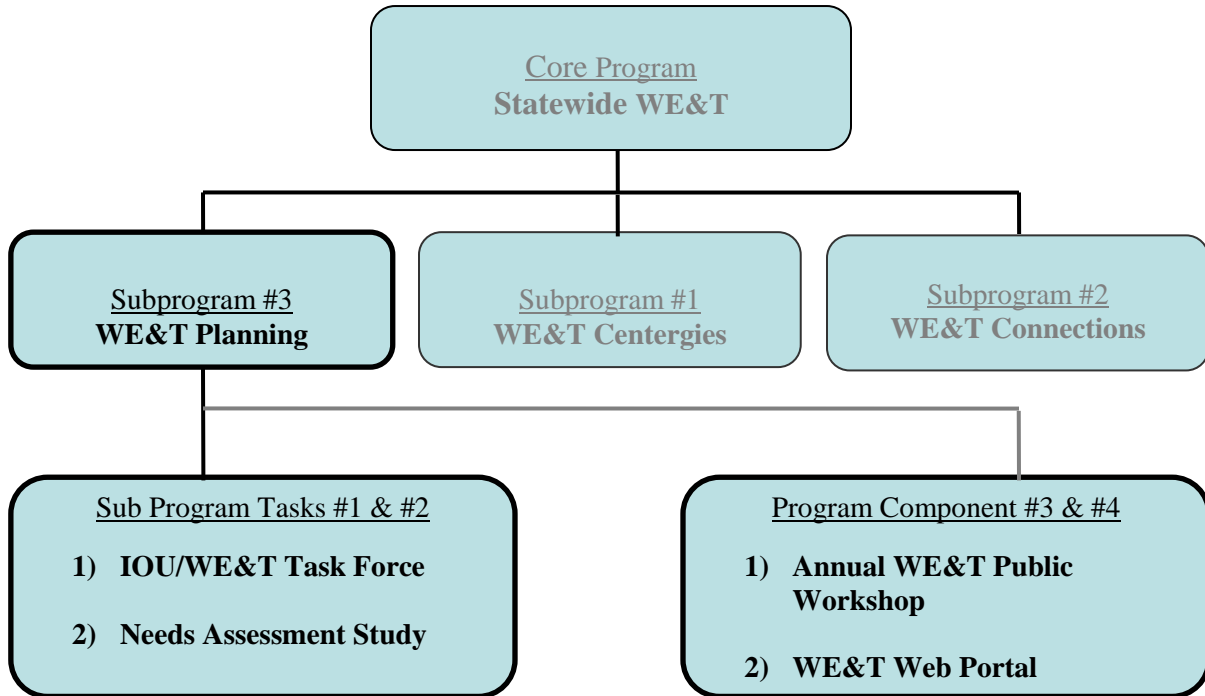 Core Program
Statewide WE&T
Subprogram #3
WE&T Planning
Subprogram #1
WE&T Centergies
Subprogram #2
WE&T Connections
Sub Program Tasks #1 & #2
1) IOU/WE&T Task Force
2) Needs Assessment Study
Program Component #3 & #4
1) Annual WE&T Public
Workshop
2) WE&T Web Portal